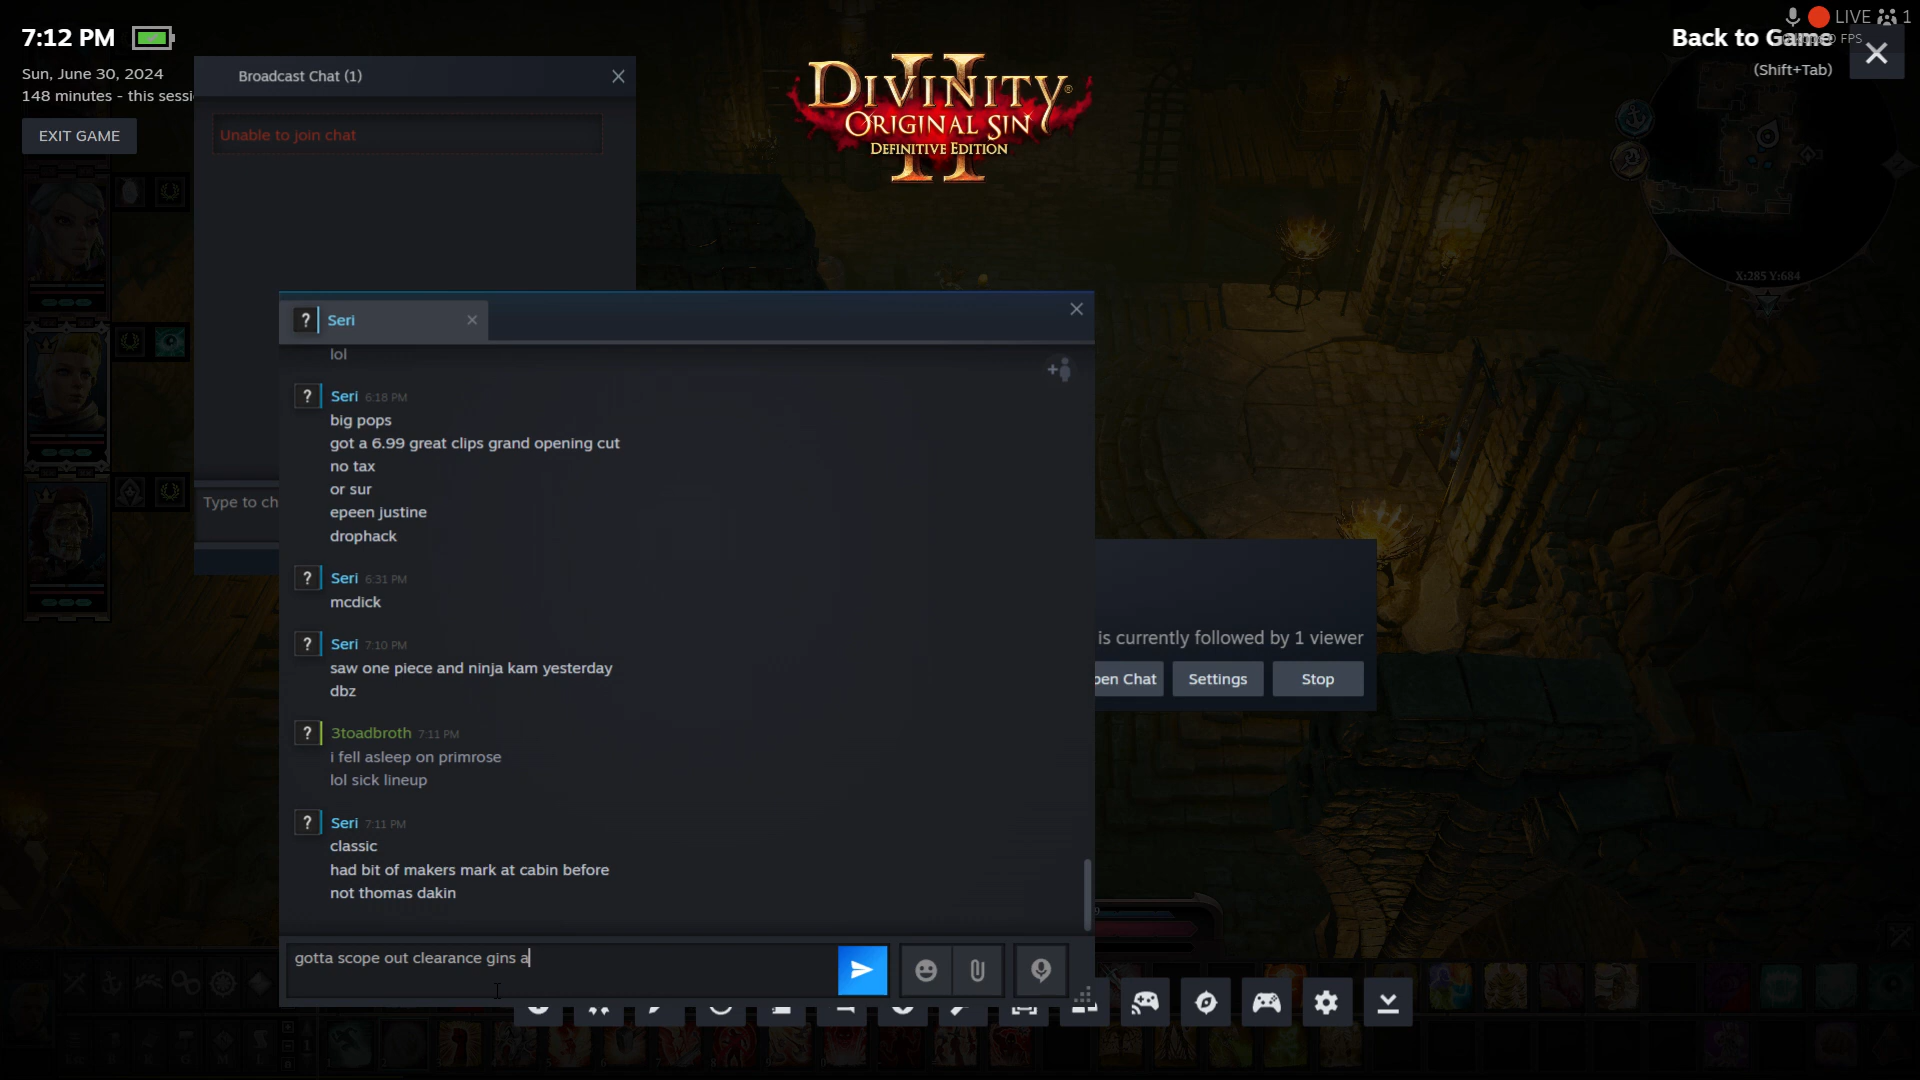 7:12 PM
Sun, June 30, 2024
148 minutes - this sessi
EXIT GAME
Broadcast Chat (1)
Unable to join chat
Type to ch
DIVINITY®
ORIGINAL SIN
II
DEFINITIVE EDITION
LIVE 1
FPS
Back to Game
(Shift+Tab)
X:285 Y:684
Seri
lol
Seri 6:18 PM
big pops
got a 6.99 great clips grand opening cut
no tax
or sur
epeen justine
drophack
Seri 6:31 PM
mcdick
Seri 7:10 PM
saw one piece and ninja kam yesterday
dbz
3toadbroth 7:11 PM
i fell asleep on primrose
lol sick lineup
Seri 7:11 PM
classic
had bit of makers mark at cabin before
not thomas dakin
gotta scope out clearance gins a
is currently followed by 1 viewer
pen Chat
Settings
Stop